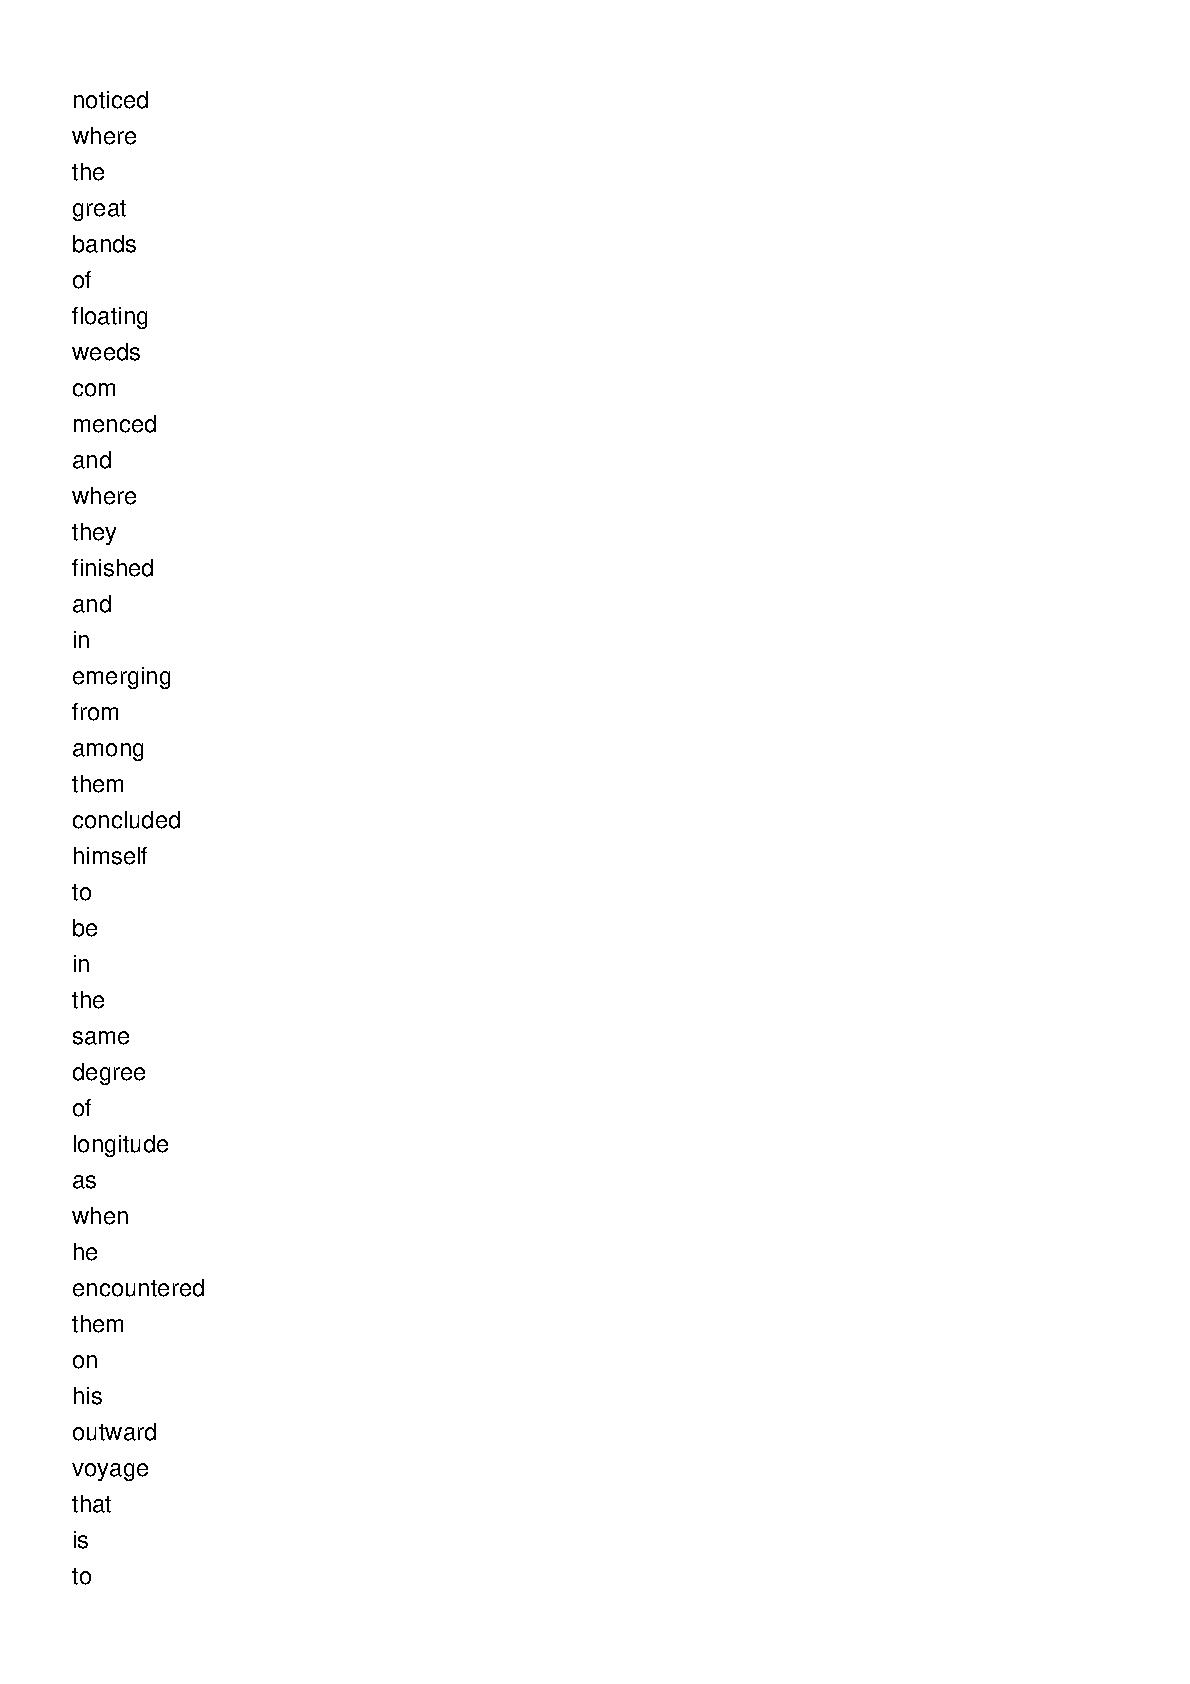 noticed
where
the
great
bands
of
floating
weeds
com
menced
and
where
they
finished
and
in
emerging
from
among
them
concluded
himself
to
be
in
the
same
degree
of
longitude
as
when
he
encountered
them
on
his
outward
voyage
that
is
to